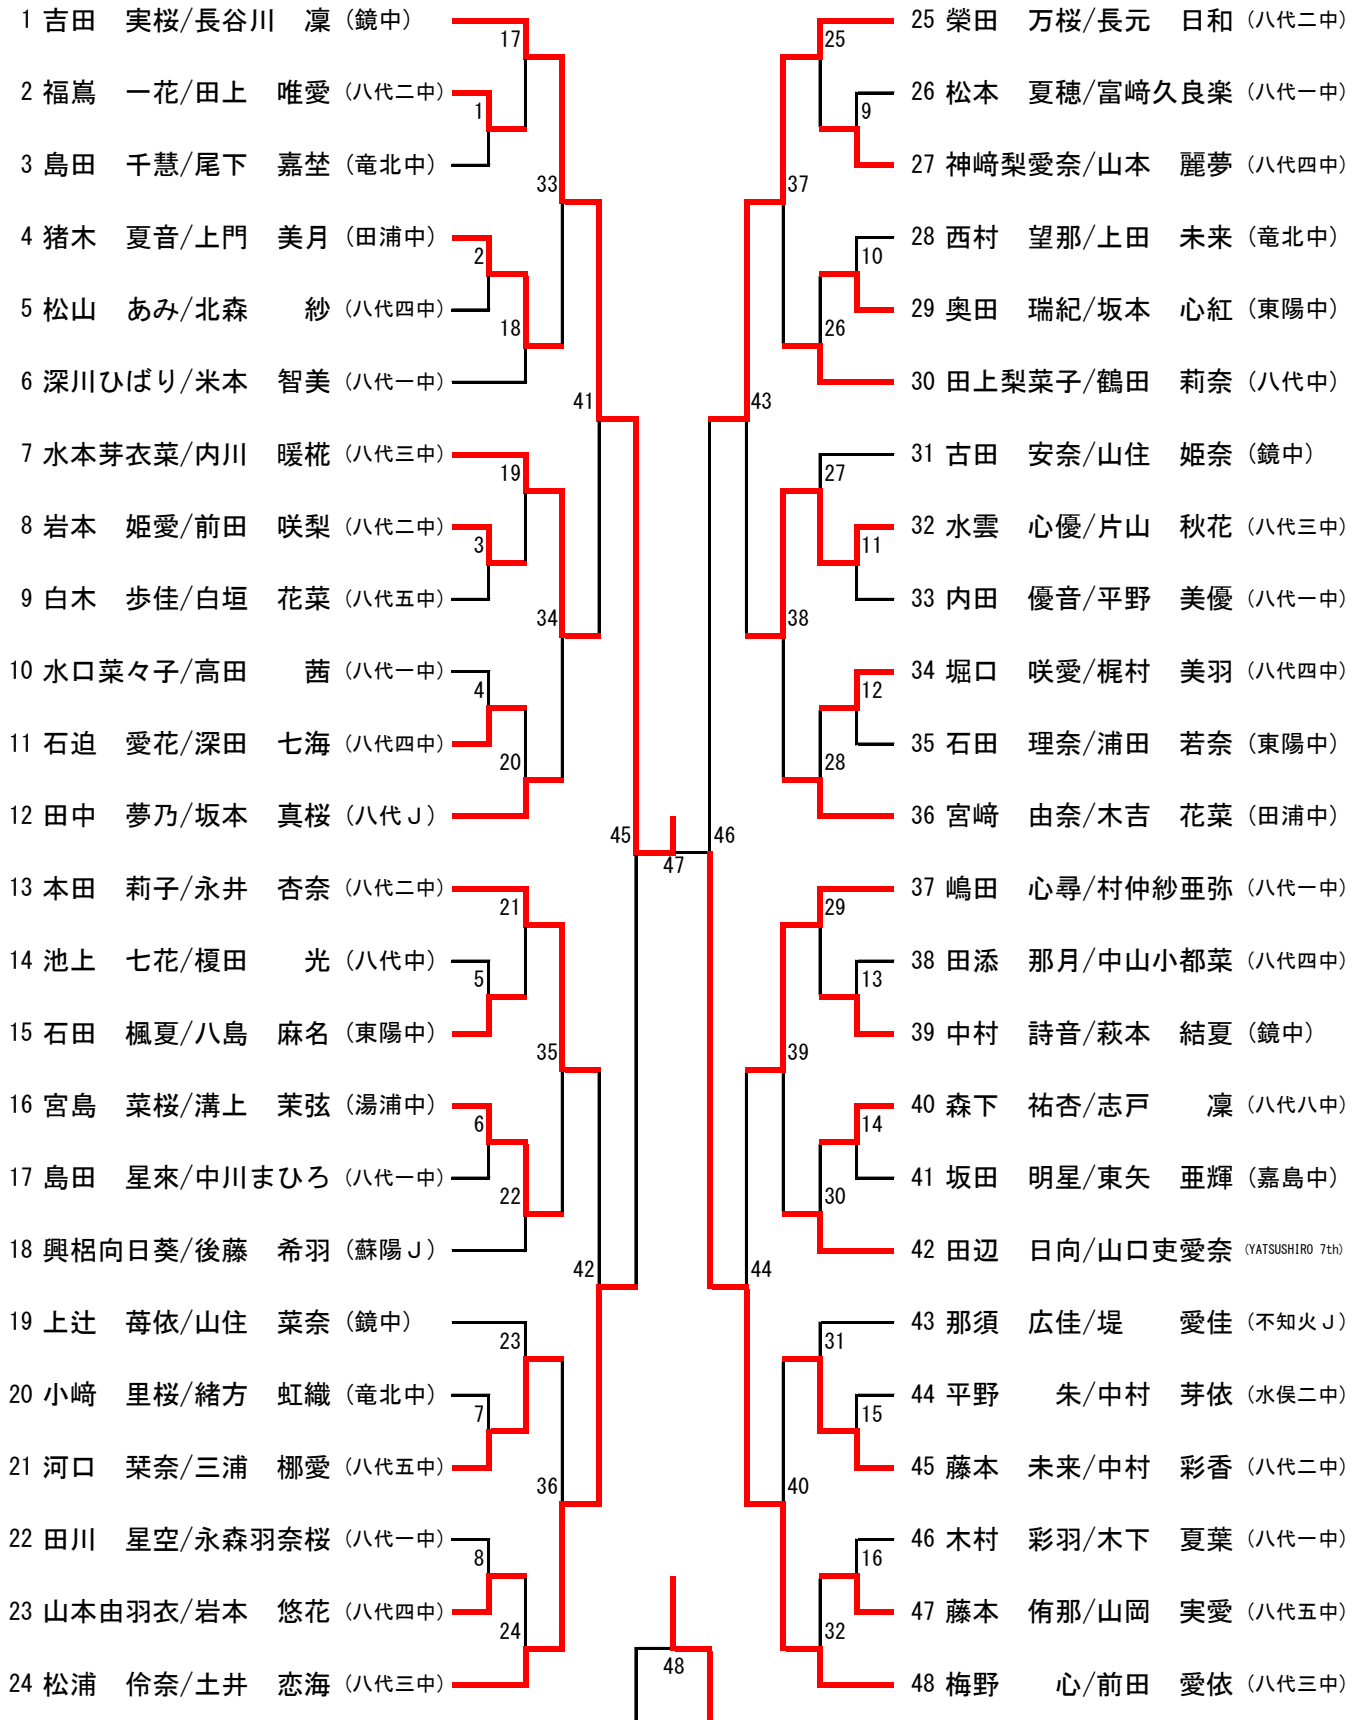 1 吉田　実桜/長谷川　凜 (鏡中)
2 福嶌　一花/田上　唯愛 (八代二中)
3 島田　千慧/尾下　嘉埜 (竜北中)
4 猪木　夏音/上門　美月 (田浦中)
5 松山　あみ/北森　　紗 (八代四中)
6 深川ひばり/米本　智美 (八代一中)
7 水本芽衣菜/内川　暖椛 (八代三中)
8 岩本　姫愛/前田　咲梨 (八代二中)
9 白木　歩佳/白垣　花菜 (八代五中)
10 水口菜々子/高田　　茜 (八代一中)
11 石迫　愛花/深田　七海 (八代四中)
12 田中　夢乃/坂本　真桜 (八代Ｊ)
13 本田　莉子/永井　杏奈 (八代二中)
14 池上　七花/榎田　　光 (八代中)
15 石田　楓夏/八島　麻名 (東陽中)
16 宮島　菜桜/溝上　茉弦 (湯浦中)
17 島田　星來/中川まひろ (八代一中)
18 興梠向日葵/後藤　希羽 (蘇陽Ｊ)
19 上辻　苺依/山住　菜奈 (鏡中)
20 小﨑　里桜/緒方　虹織 (竜北中)
21 河口　栞奈/三浦　梛愛 (八代五中)
22 田川　星空/永森羽奈桜 (八代一中)
23 山本由羽衣/岩本　悠花 (八代四中)
24 松浦　伶奈/土井　恋海 (八代三中)
17
1
33
2
18
41
19
3
34
4
20
45
21
5
35
6
22
42
23
7
36
8
24
47
48
25
9
37
10
26
43
27
11
38
12
28
46
29
13
39
14
30
44
31
15
40
16
32
25 榮田　万桜/長元　日和 (八代二中)
26 松本　夏穂/富﨑久良楽 (八代一中)
27 神﨑梨愛奈/山本　麗夢 (八代四中)
28 西村　望那/上田　未来 (竜北中)
29 奥田　瑞紀/坂本　心紅 (東陽中)
30 田上梨菜子/鶴田　莉奈 (八代中)
31 古田　安奈/山住　姫奈 (鏡中)
32 水雲　心優/片山　秋花 (八代三中)
33 内田　優音/平野　美優 (八代一中)
34 堀口　咲愛/梶村　美羽 (八代四中)
35 石田　理奈/浦田　若奈 (東陽中)
36 宮﨑　由奈/木吉　花菜 (田浦中)
37 嶋田　心尋/村仲紗亜弥 (八代一中)
38 田添　那月/中山小都菜 (八代四中)
39 中村　詩音/萩本　結夏 (鏡中)
40 森下　祐杏/志戸　　凜 (八代八中)
41 坂田　明星/東矢　亜輝 (嘉島中)
42 田辺　日向/山口吏愛奈 (YATSUSHIRO 7th)
43 那須　広佳/堤　　愛佳 (不知火Ｊ)
44 平野　　朱/中村　芽依 (水俣二中)
45 藤本　未来/中村　彩香 (八代二中)
46 木村　彩羽/木下　夏葉 (八代一中)
47 藤本　侑那/山岡　実愛 (八代五中)
48 梅野　　心/前田　愛依 (八代三中)